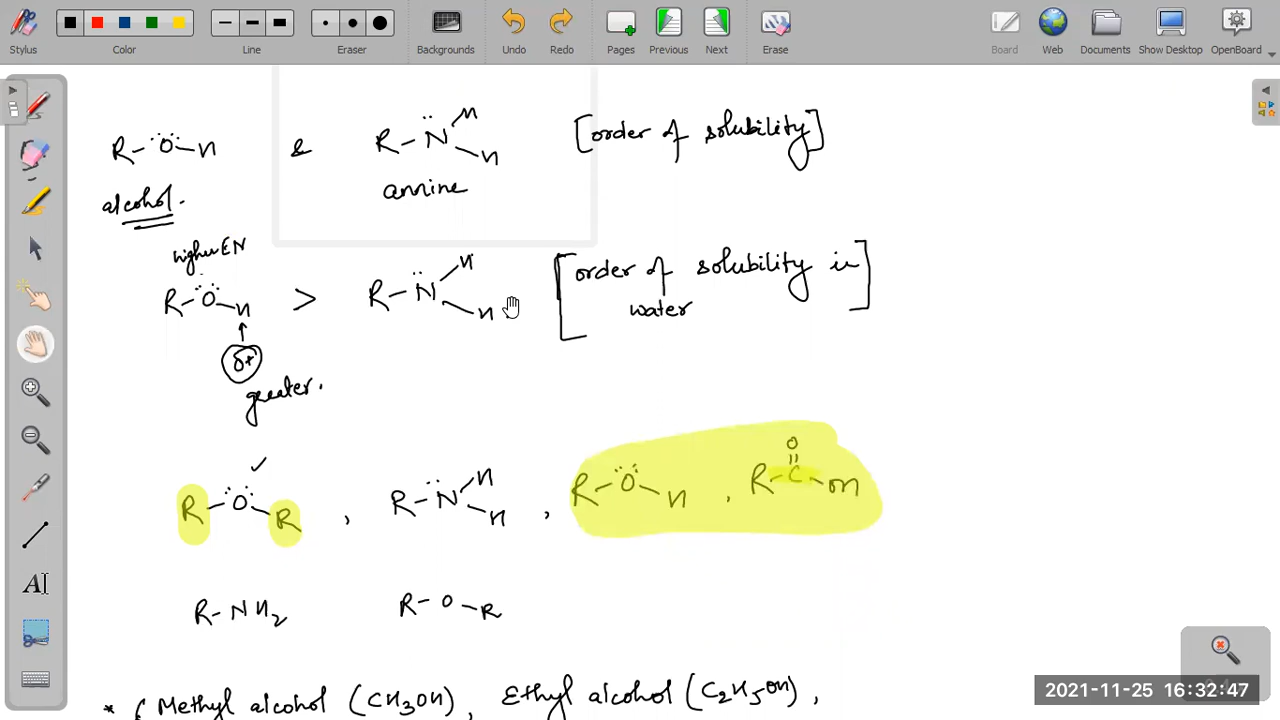 Stylus Color Line Eraser Backgrounds Undo Redo Pages Previous Next Erase Board Web Documents Show Desktop OpenBoard
R-Ö-H & R-N̈ H H [order of solubility]
alcohol. amine
higher EN
R-Ö-H > R-N̈ H H [order of solubility in
water]
δ+
greater.
R-Ö-R , R-N̈ H H , R-Ö-H , R-C-OH O
R-NH2 R-O-R
* (Methyl alcohol (CH3OH), Ethyl alcohol (C2H5OH),
2021-11-25 16:32:47